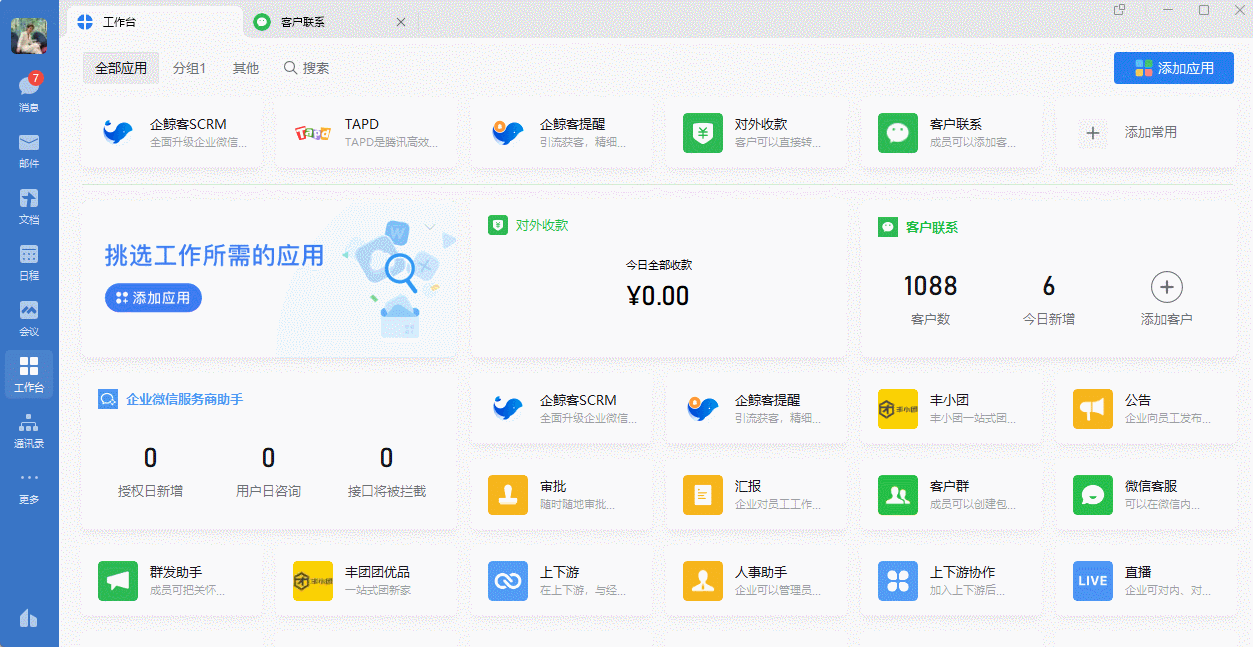 工作台
客户联系
7
消息
邮件
文档
日程
会议
工作台
通讯录
更多
全部应用 分组1 其他 搜索
添加应用
企鲸客SCRM
全面升级企业微信...
Tapd
TAPD
TAPD是腾讯高效...
企鲸客提醒
引流获客，精细...
对外收款
客户可以直接转...
客户联系
成员可以添加客...
添加常用
挑选工作所需的应用
添加应用
W
对外收款
今日全部收款
¥0.00
客户联系
1088
客户数
6
今日新增
添加客户
企业微信服务商助手
0
授权日新增
0
用户日咨询
0
接口将被拦截
企鲸客SCRM
全面升级企业微信...
企鲸客提醒
引流获客，精细...
丰小团
丰小团
丰小团一站式团...
公告
企业向员工发布...
审批
随时随地审批...
汇报
企业对员工工作...
客户群
成员可以创建包...
微信客服
可以在微信内...
群发助手
成员可把关怀...
丰小团
丰团团优品
一站式团新家
上下游
在上下游，与经...
人事助手
企业可以管理员...
上下游协作
加入上下游后...
LIVE
直播
企业可对内、对...